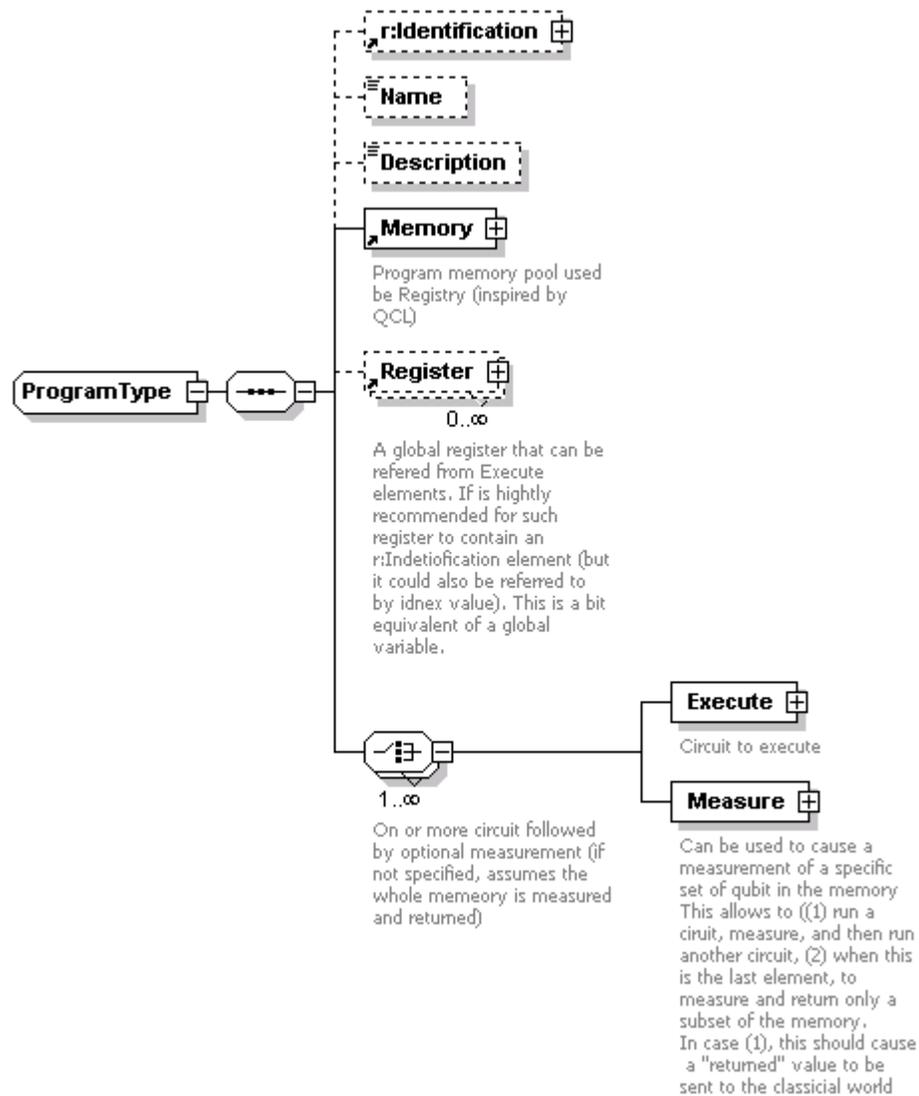 r:Identification
Name
Description
Memory
Program memory pool used
be Registry (inspired by
QCL)
ProgramType
Register
0..∞
A global register that can be
refered from Execute
elements. If is hightly
recommended for such
register to contain an
r:Indetiofication element (but
it could also be referred to
by idnex value). This is a bit
equivalent of a global
variable.
1..∞
On or more circuit followed
by optional measurement (if
not specified, assumes the
whole memeory is measured
and returned)
Execute
Circuit to execute
Measure
Can be used to cause a
measurement of a specific
set of qubit in the memory
This allows to ((1) run a
ciruit, measure, and then run
another circuit, (2) when this
is the last element, to
measure and return only a
subset of the memory.
In case (1), this should cause
a "returned" value to be
sent to the classicial world